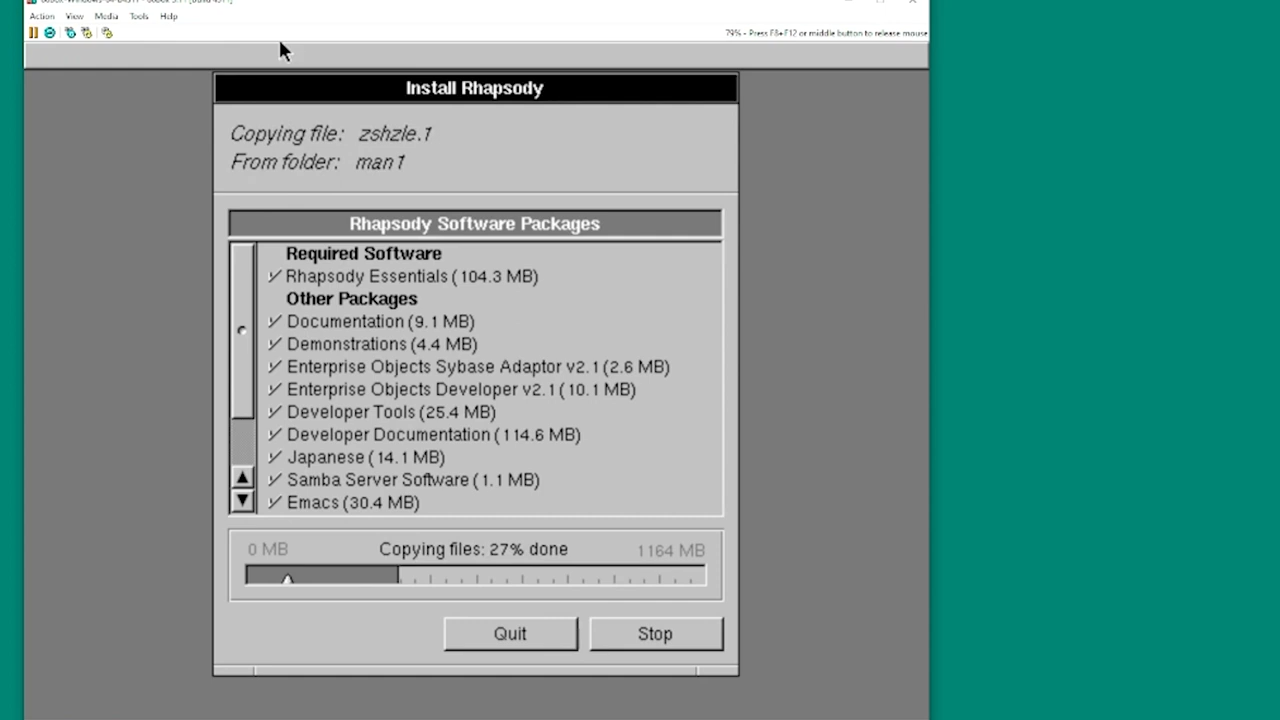 Action View Media Tools Help
79% - Press F8+F12 or middle button to release mouse
Install Rhapsody
Copying file: zshzle.1
From folder: man1
Rhapsody Software Packages
Required Software
Rhapsody Essentials (104.3 MB)
Other Packages
Documentation (9.1 MB)
Demonstrations (4.4 MB)
Enterprise Objects Sybase Adaptor v2.1 (2.6 MB)
Enterprise Objects Developer v2.1 (10.1 MB)
Developer Tools (25.4 MB)
Developer Documentation (114.6 MB)
Japanese (14.1 MB)
Samba Server Software (1.1 MB)
Emacs (30.4 MB)
0 MB Copying files: 27% done 1164 MB
Quit Stop